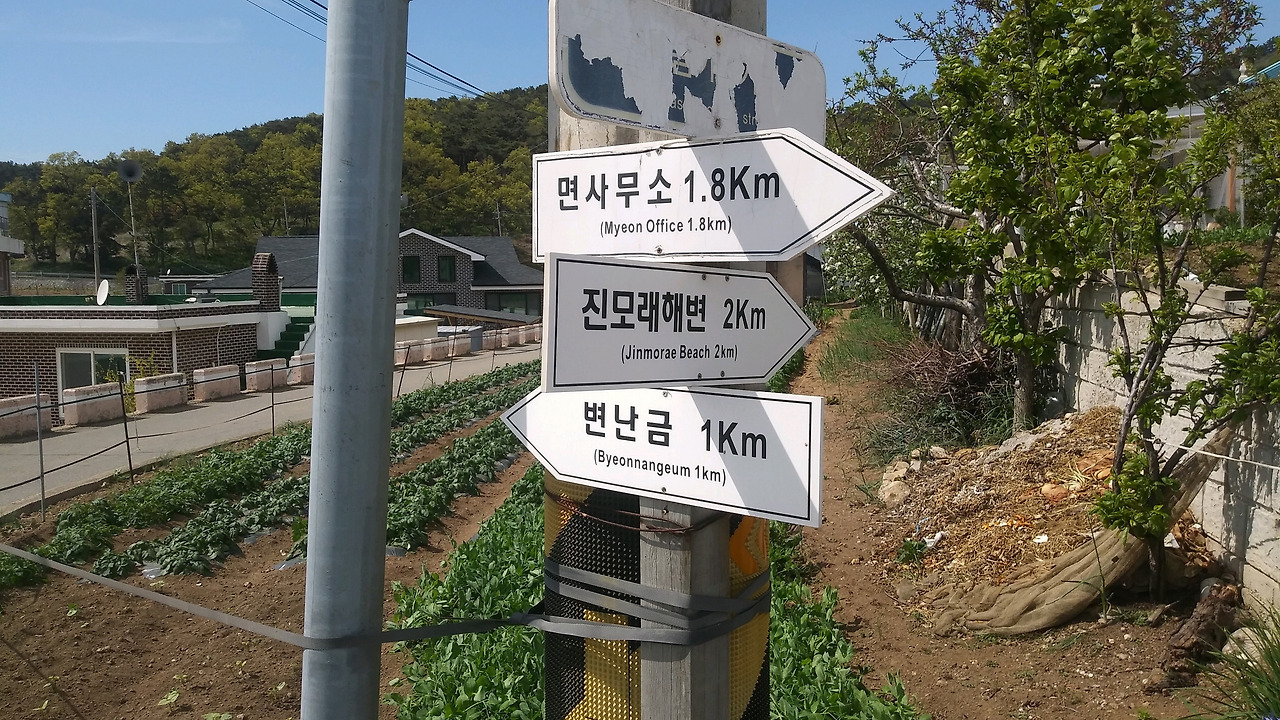 면사무소 1.8Km
(Myeon Office 1.8km)
진모래해변 2Km
(Jinmorae Beach 2km)
변난금 1Km
(Byeonnangeum 1km)